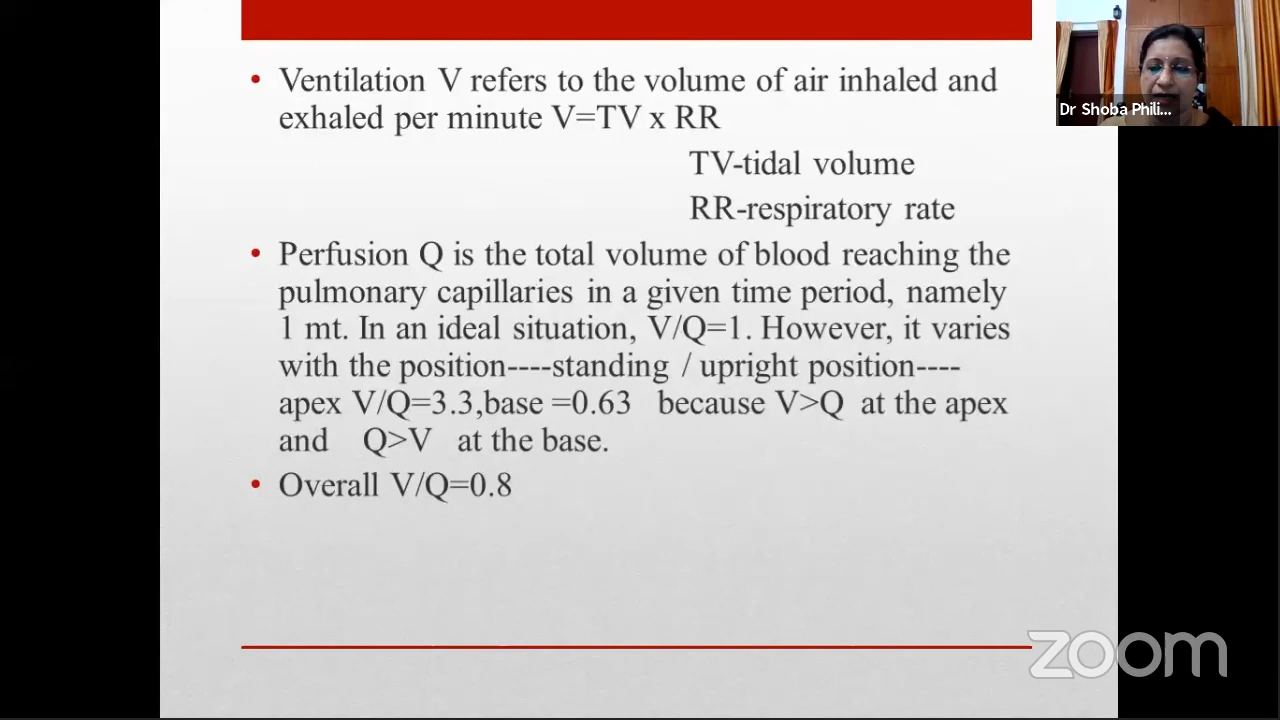 • Ventilation V refers to the volume of air inhaled and
exhaled per minute V=TV x RR
TV-tidal volume
RR-respiratory rate
• Perfusion Q is the total volume of blood reaching the
pulmonary capillaries in a given time period, namely
1 mt. In an ideal situation, V/Q=1. However, it varies
with the position----standing / upright position----
apex V/Q=3.3,base =0.63 because V>Q at the apex
and Q>V at the base.
• Overall V/Q=0.8
Dr Shoba Phili...
zoom